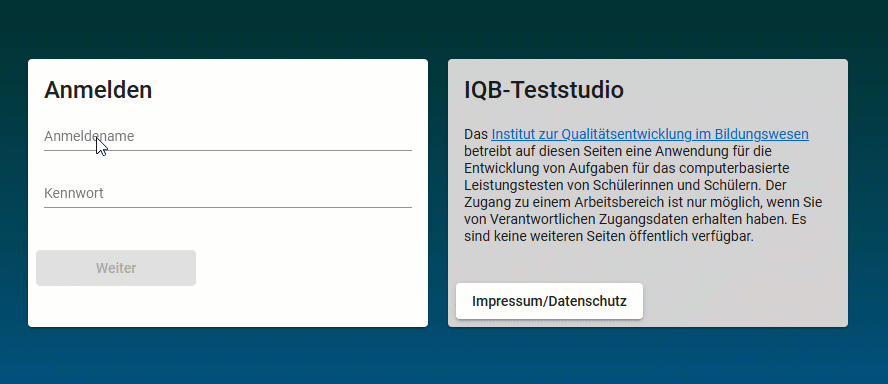 Anmelden
Anmeldename
Kennwort
Weiter
IQB-Teststudio
Das Institut zur Qualitätsentwicklung im Bildungswesen
betreibt auf diesen Seiten eine Anwendung für die
Entwicklung von Aufgaben für das computerbasierte
Leistungstesten von Schülerinnen und Schülern. Der
Zugang zu einem Arbeitsbereich ist nur möglich, wenn Sie
von Verantwortlichen Zugangsdaten erhalten haben. Es
sind keine weiteren Seiten öffentlich verfügbar.
Impressum/Datenschutz